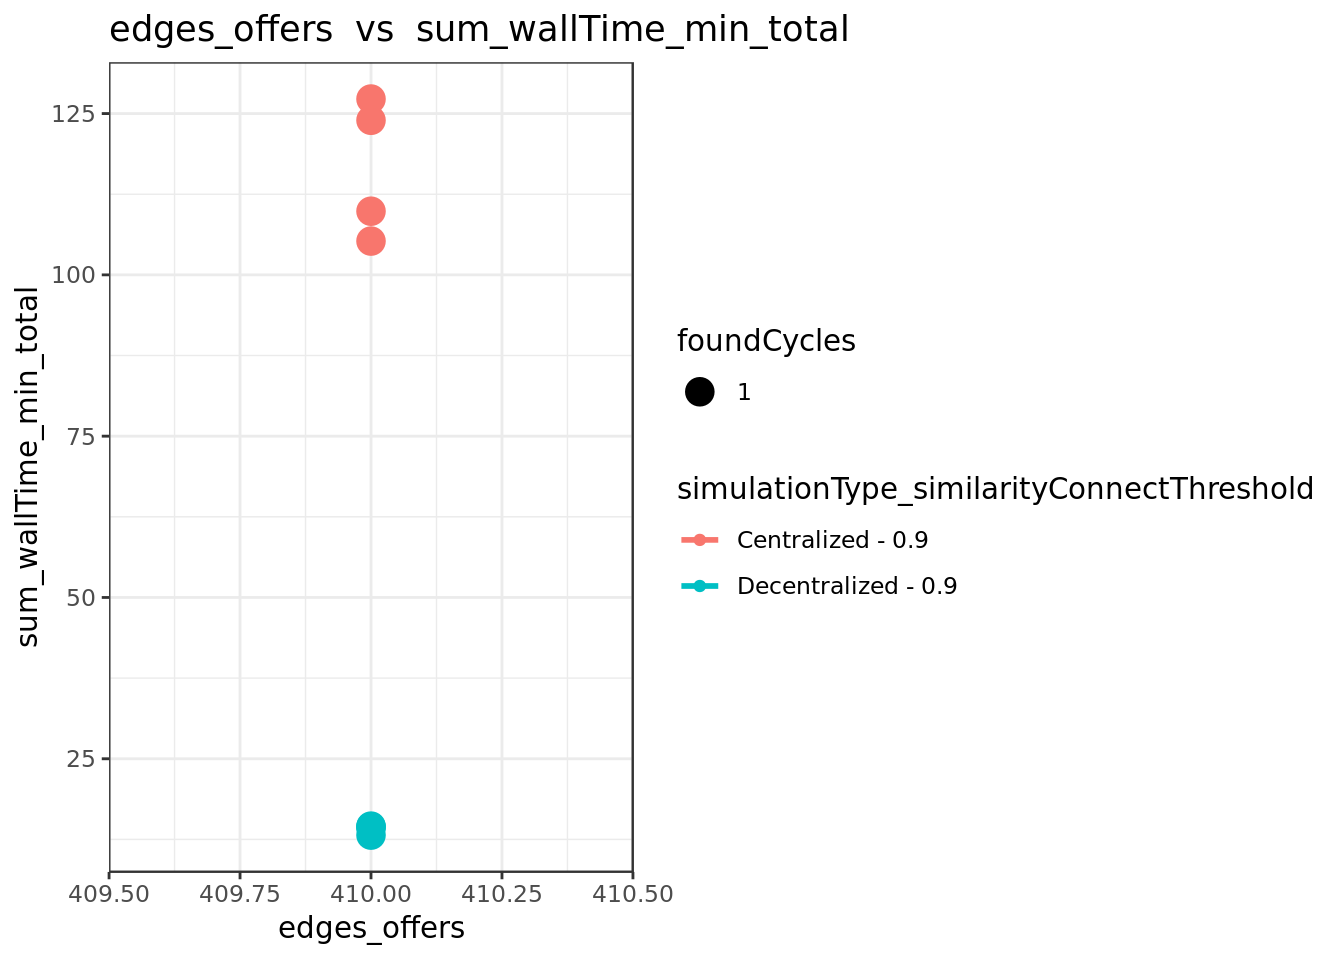 edges_offers  vs  sum_wallTime_min_total
125
100
75
50
25
sum_wallTime_min_total
409.50 409.75 410.00 410.25 410.50
edges_offers
foundCycles
1
simulationType_similarityConnectThreshold
Centralized - 0.9
Decentralized - 0.9